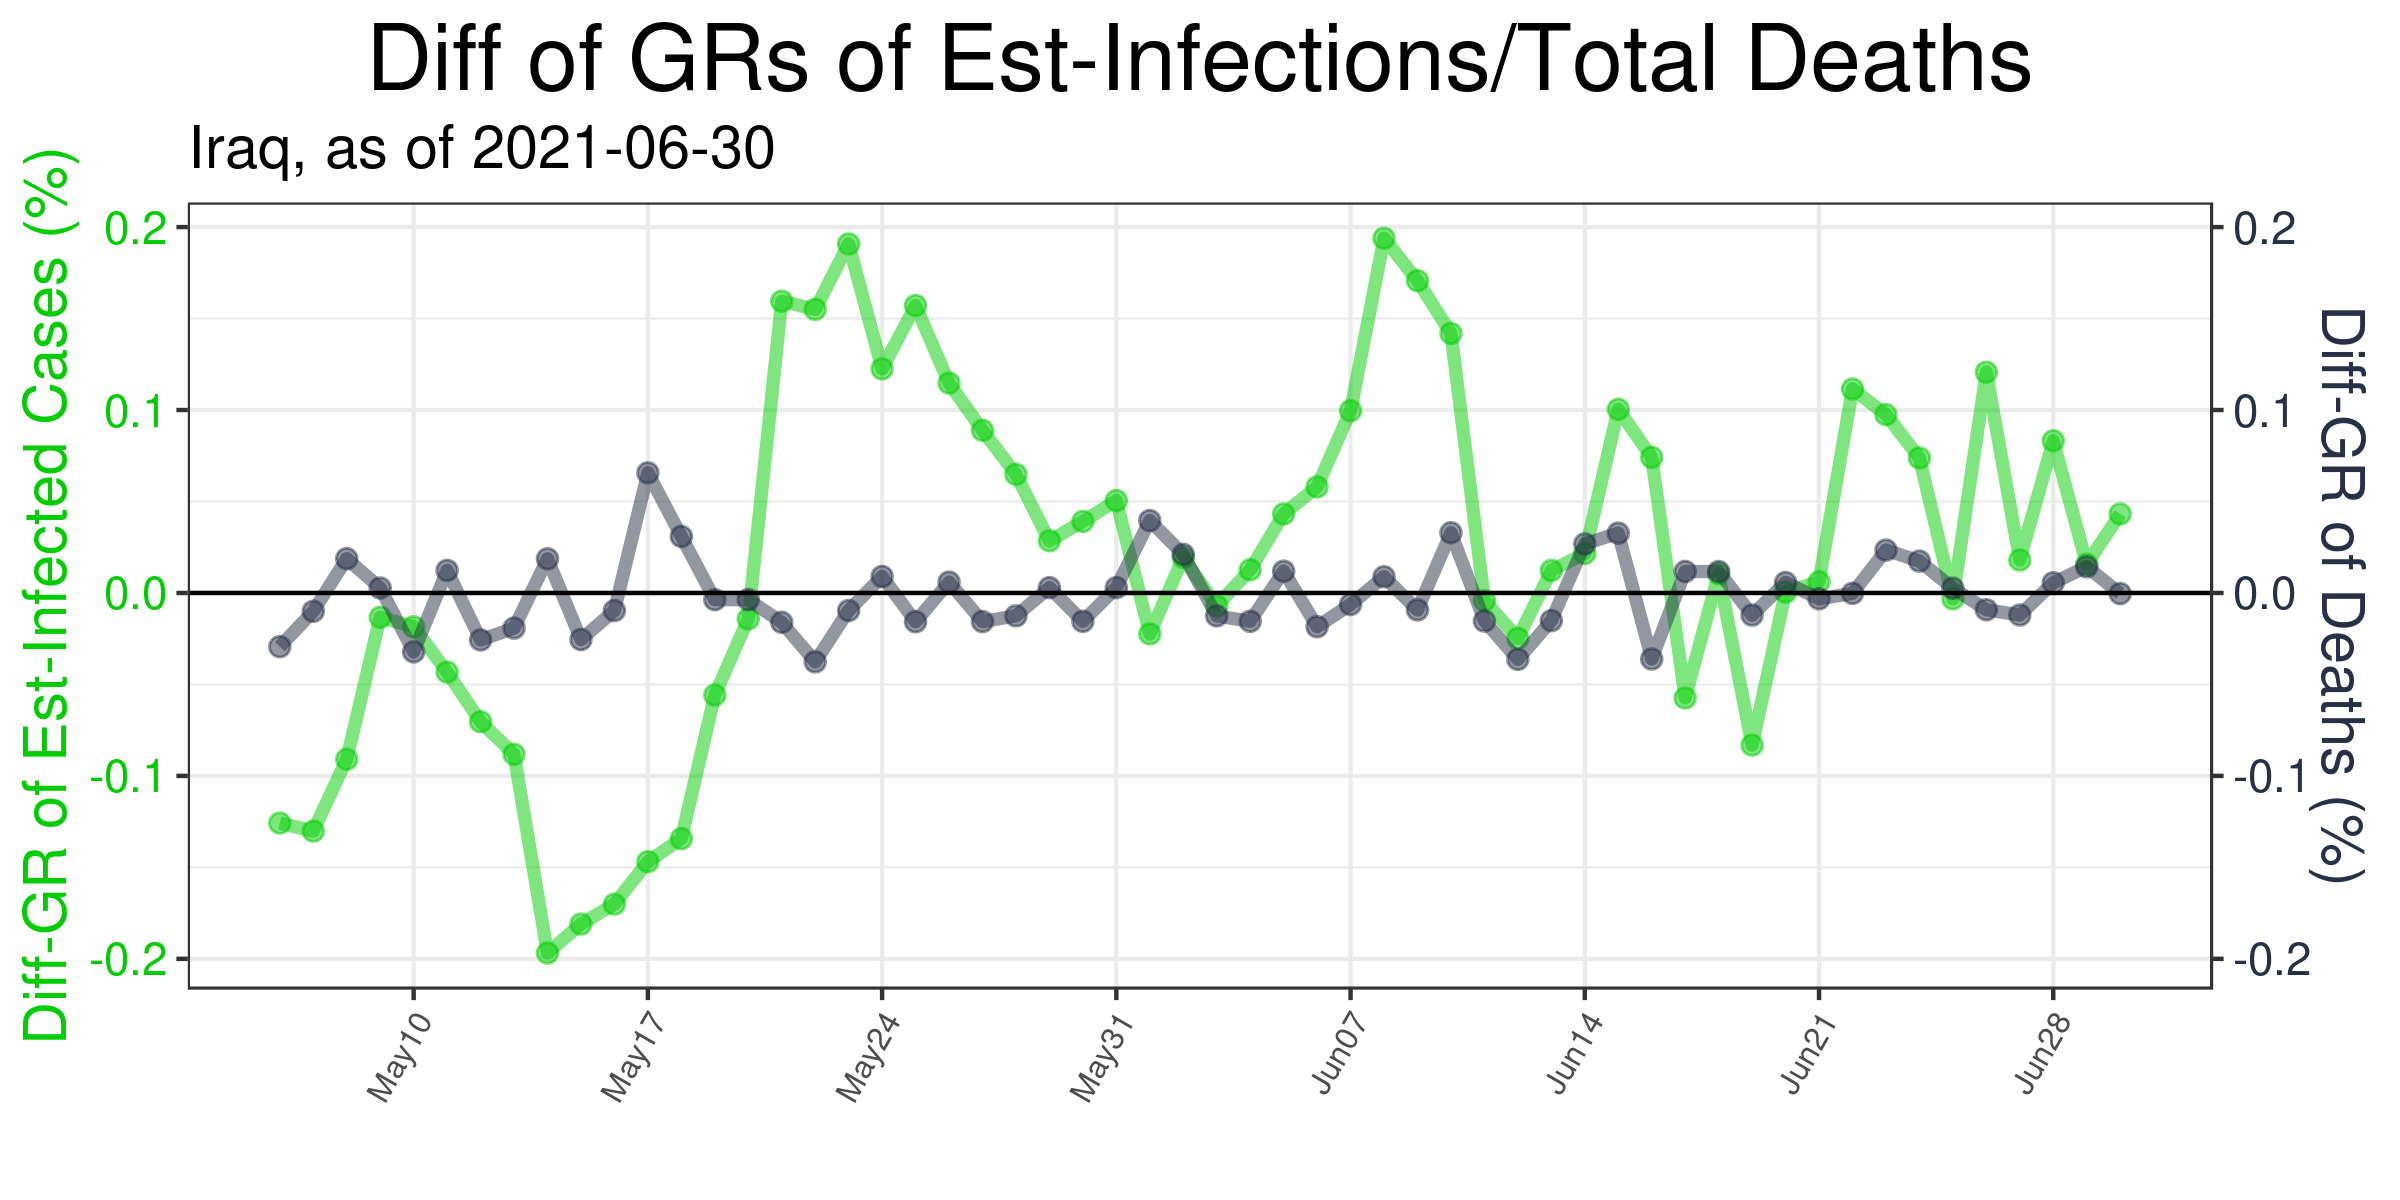 Diff of GRs of Est-Infections/Total Deaths
Iraq, as of 2021-06-30
Diff-GR of Est-Infected Cases (%)
0.2
0.1
0.0
-0.1
-0.2
0.2
0.1
0.0
-0.1
-0.2
Diff-GR of Deaths (%)
May10
May17
May24
May31
Jun07
Jun14
Jun21
Jun28